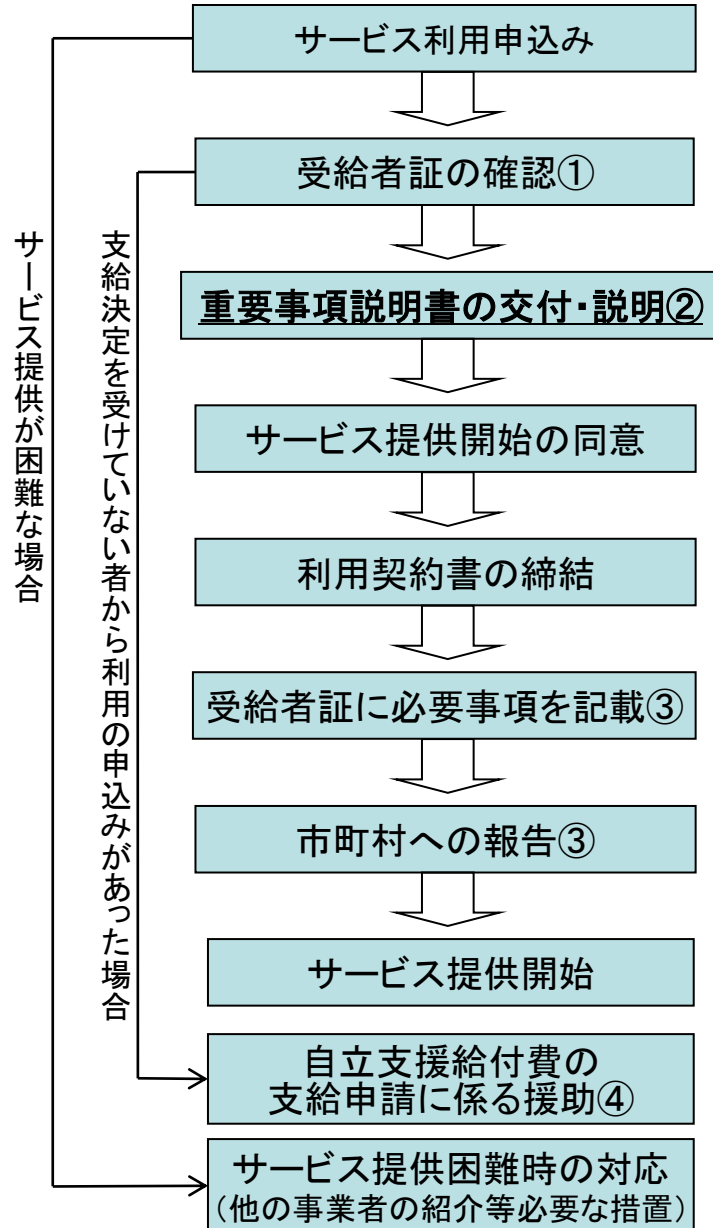 サービス利用申込み
受給者証の確認①
重要事項説明書の交付・説明②
サービス提供開始の同意
利用契約書の締結
受給者証に必要事項を記載③
市町村への報告③
サービス提供開始
自立支援給付費の
支給申請に係る援助④
サービス提供困難時の対応
（他の事業者の紹介等必要な措置）
支給決定を受けていない者から利用の申込みがあった場合
サービス提供が困難な場合